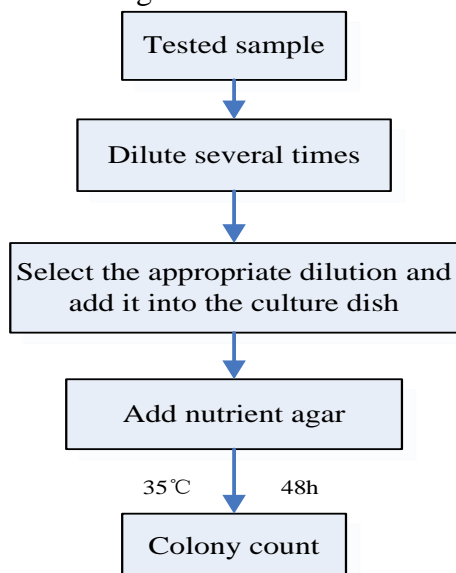 Tested sample
Dilute several times
Select the appropriate dilution and
add it into the culture dish
Add nutrient agar
35℃ 48h
Colony count